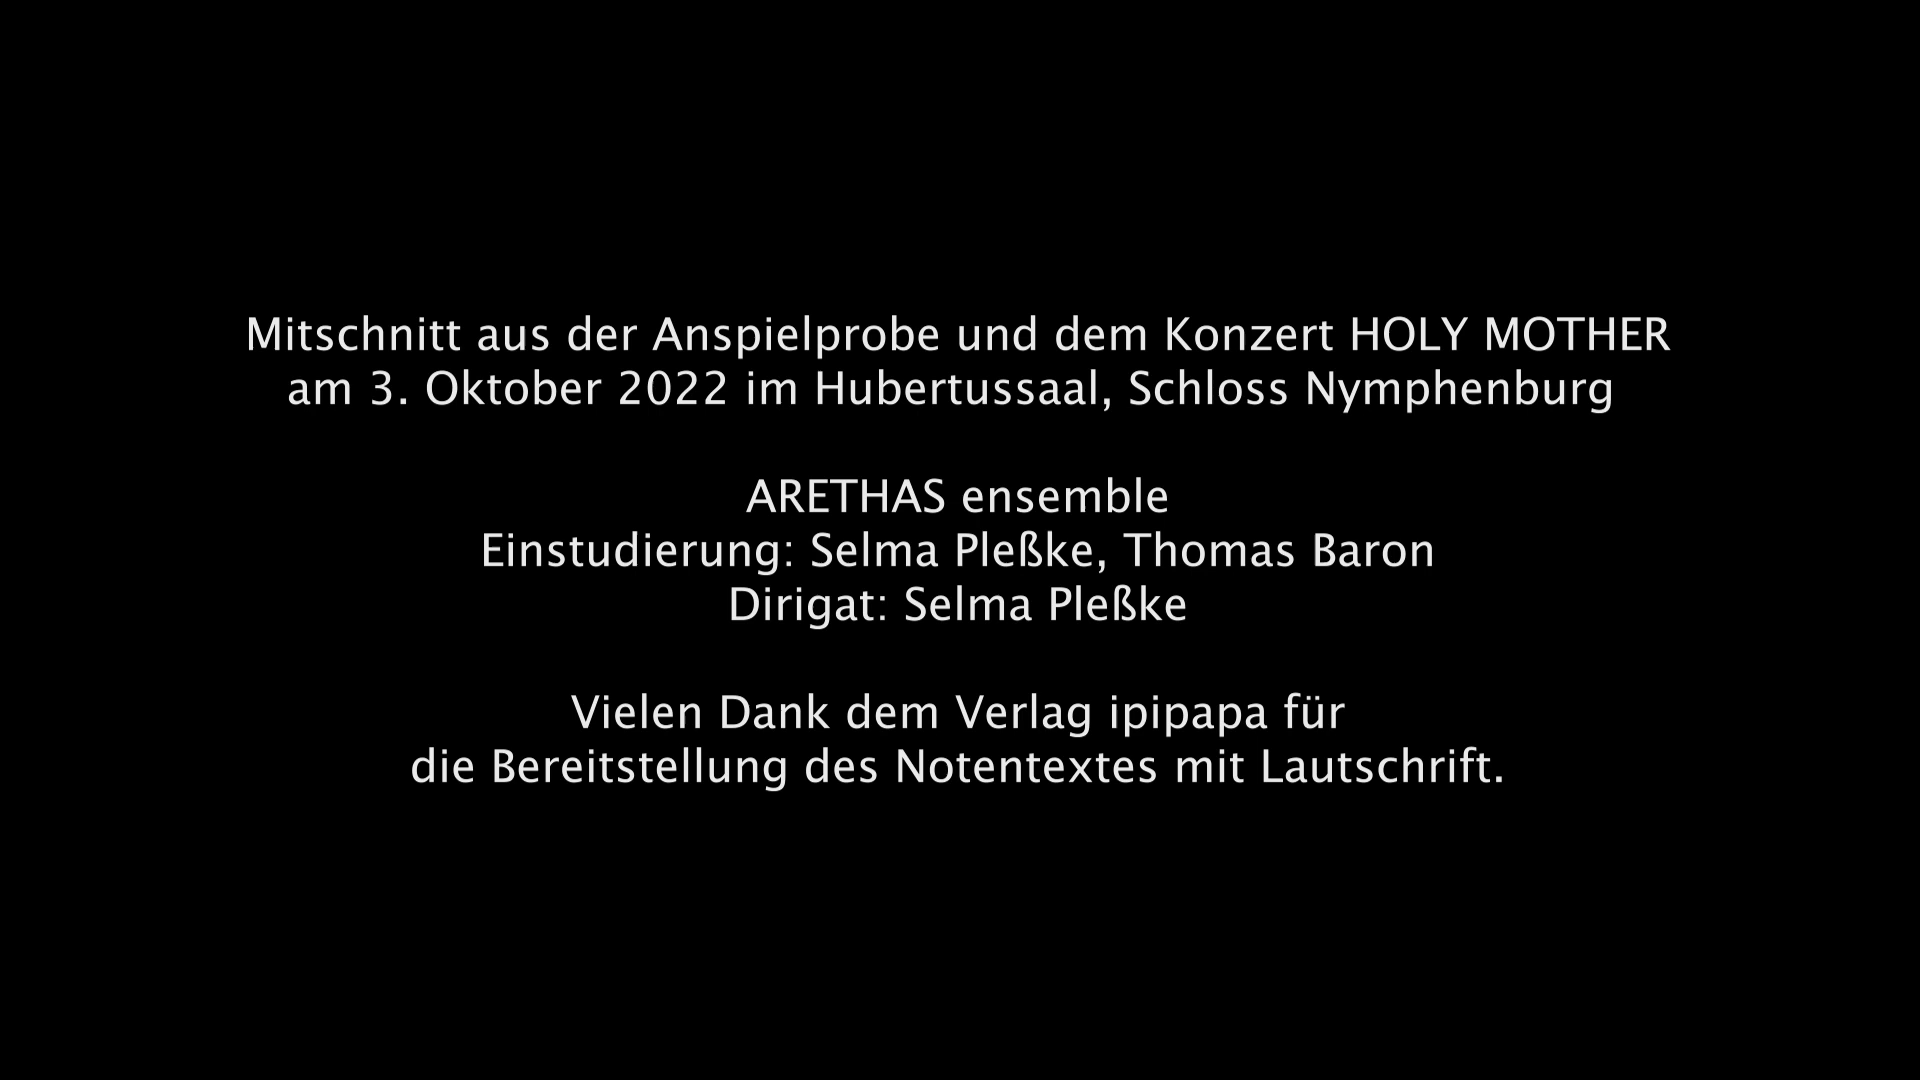 Mitschnitt aus der Anspielprobe und dem Konzert HOLY MOTHER
am 3. Oktober 2022 im Hubertussaal, Schloss Nymphenburg
ARETHAS ensemble
Einstudierung: Selma Pleßke, Thomas Baron
Dirigat: Selma Pleßke
Vielen Dank dem Verlag ipipapa für
die Bereitstellung des Notentextes mit Lautschrift.